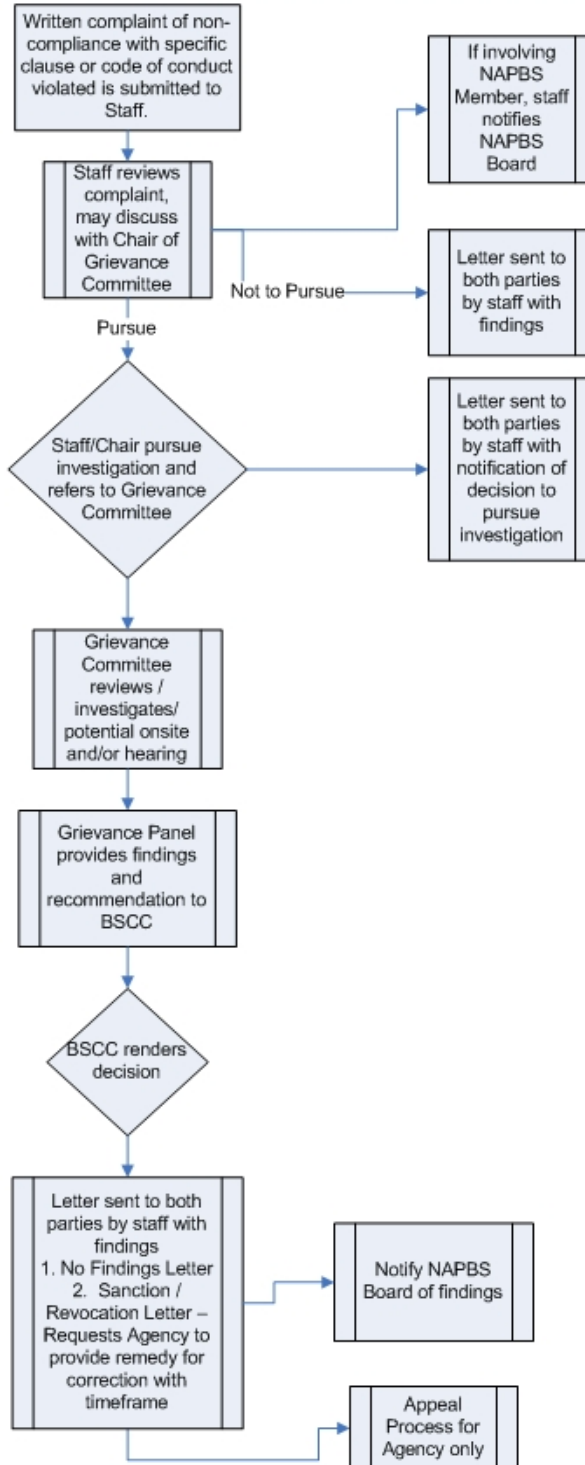 Written complaint of non-
compliance with specific
clause or code of conduct
violated is submitted to
Staff.
If involving
NAPBS
Member, staff
notifies
NAPBS
Board
Staff reviews
complaint,
may discuss
with Chair of
Grievance
Committee
Not to Pursue
Letter sent to
both parties
by staff with
findings
Pursue
Staff/Chair pursue
investigation and
refers to Grievance
Committee
Letter sent to
both parties
by staff with
notification of
decision to
pursue
investigation
Grievance
Committee
reviews /
investigates/
potential onsite
and/or hearing
Grievance Panel
provides findings
and
recommendation to
BSCC
BSCC renders
decision
Letter sent to both
parties by staff with
findings
1. No Findings Letter
2. Sanction /
Revocation Letter –
Requests Agency to
provide remedy for
correction with
timeframe
Notify NAPBS
Board of findings
Appeal
Process for
Agency only